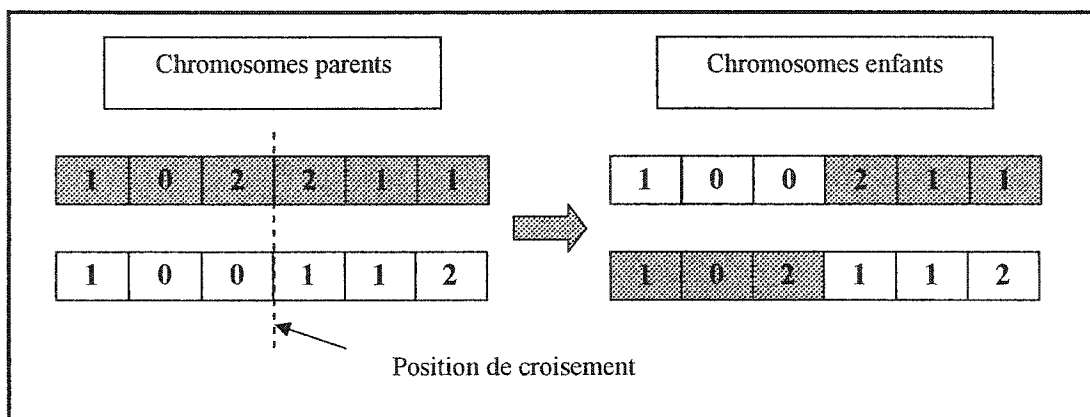 Chromosomes parents
Chromosomes enfants
1 0 2 2 1 1
1 0 0 2 1 1
1 0 0 1 1 2
1 0 2 1 1 2
Position de croisement